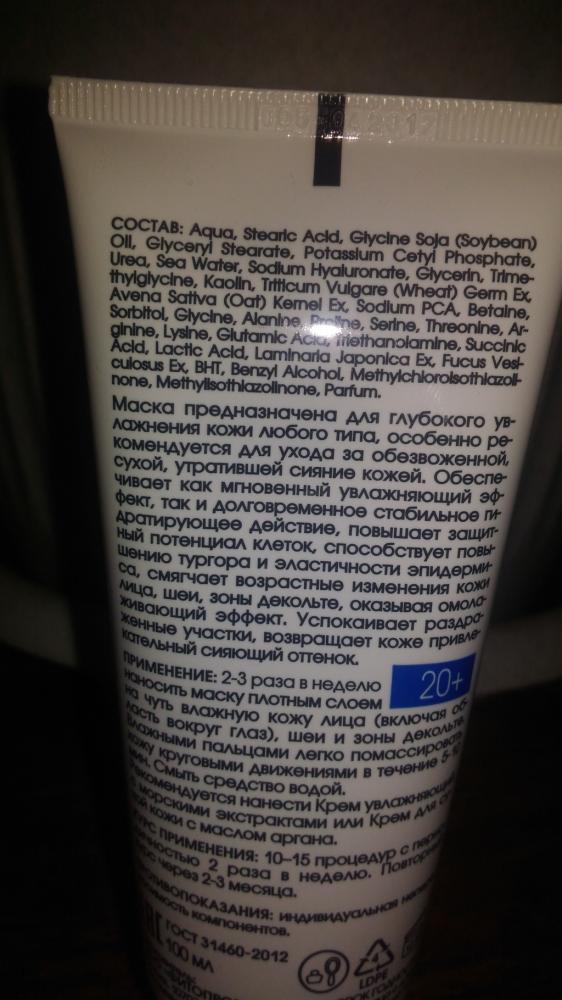 СОСТАВ: Aqua, Stearic Acid, Glycine Soja (Soybean)
Oil, Glyceryl Stearate, Potassium Cetyl Phosphate,
Urea, Sea Water, Sodium Hyaluronate, Glycerin, Trime-
thylglycine, Kaolin, Triticum Vulgare (Wheat) Germ Ex,
Avena Sativa (Oat) Kernel Ex, Sodium PCA, Betaine,
Sorbitol, Glycine, Alanine, Proline, Serine, Threonine, Ar-
ginine, Lysine, Glutamic Acid, Triethanolamine, Succinic
Acid, Lactic Acid, Laminaria Japonica Ex, Fucus Vesi-
culosus Ex, BHT, Benzyl Alcohol, Methylchloroisothiazoli-
none, Methylisothiazolinone, Parfum.
Маска предназначена для глубокого ув-
лажнения кожи любого типа, особенно ре-
комендуется для ухода за обезвоженной,
сухой, утратившей сияние кожей. Обеспе-
чивает как мгновенный увлажняющий эф-
фект, так и долговременное стабильное ги-
дратирующее действие, повышает защит-
ный потенциал клеток, способствует повы-
шению тургора и эластичности эпидерми-
са, смягчает возрастные изменения кожи
лица, шеи, зоны декольте, оказывая омола-
живающий эффект. Успокаивает раздра-
женные участки, возвращает коже привле-
кательный сияющий оттенок.
ПРИМЕНЕНИЕ: 2-3 раза в неделю
20+
наносить маску плотным слоем
на чуть влажную кожу лица (включая об-
ласть вокруг глаз), шеи и зоны декольте,
влажными пальцами легко помассировать
кожу круговыми движениями в течение 5-10
мин. Смыть средство водой.
Рекомендуется нанести Крем увлажняющий
с морскими экстрактами или Крем для
кожи с маслом аргана.
КУРС ПРИМЕНЕНИЯ: 10–15 процедур с
2 раза в неделю.
через 2-3 месяца.
ПРОТИВОПОКАЗАНИЯ: индивидуальная
компонентов.
ГОСТ 31460-2012
100 мл
4
LDPE